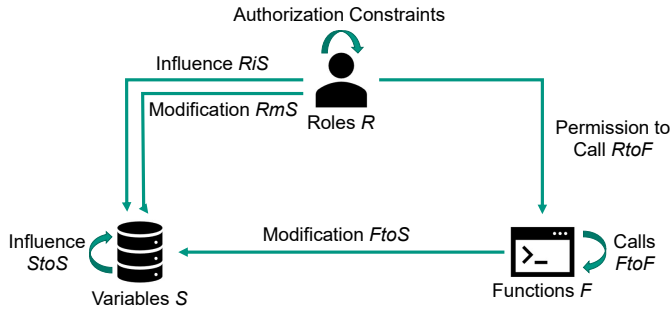 Authorization Constraints
Influence RiS
Modification RmS
Roles R
Permission to
Call RtoF
Influence
StoS
Modification FtoS
Calls
FtoF
Variables S
Functions F